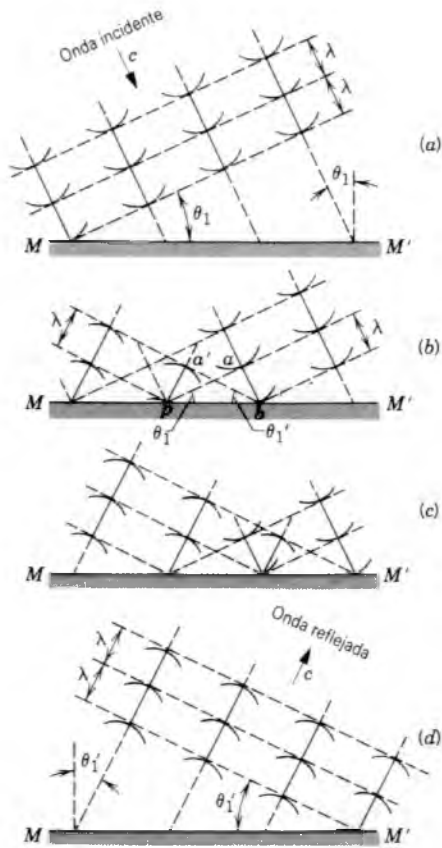 Onda incidente
c
λ
λ
(a)
θ₁
θ₁
M M'
λ
a' a
λ
(b)
M p b M'
θ₁ θ₁'
(c)
M M'
Onda reflejada
c
λ
λ
(d)
θ₁'
θ₁'
M M'